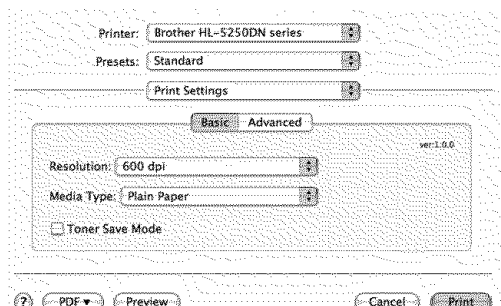 Printer: Brother HL-5250DN series
Presets: Standard
Print Settings
Basic Advanced
ver:1.0.0
Resolution: 600 dpi
Media Type: Plain Paper
Toner Save Mode
? PDF ▼ Preview Cancel Print